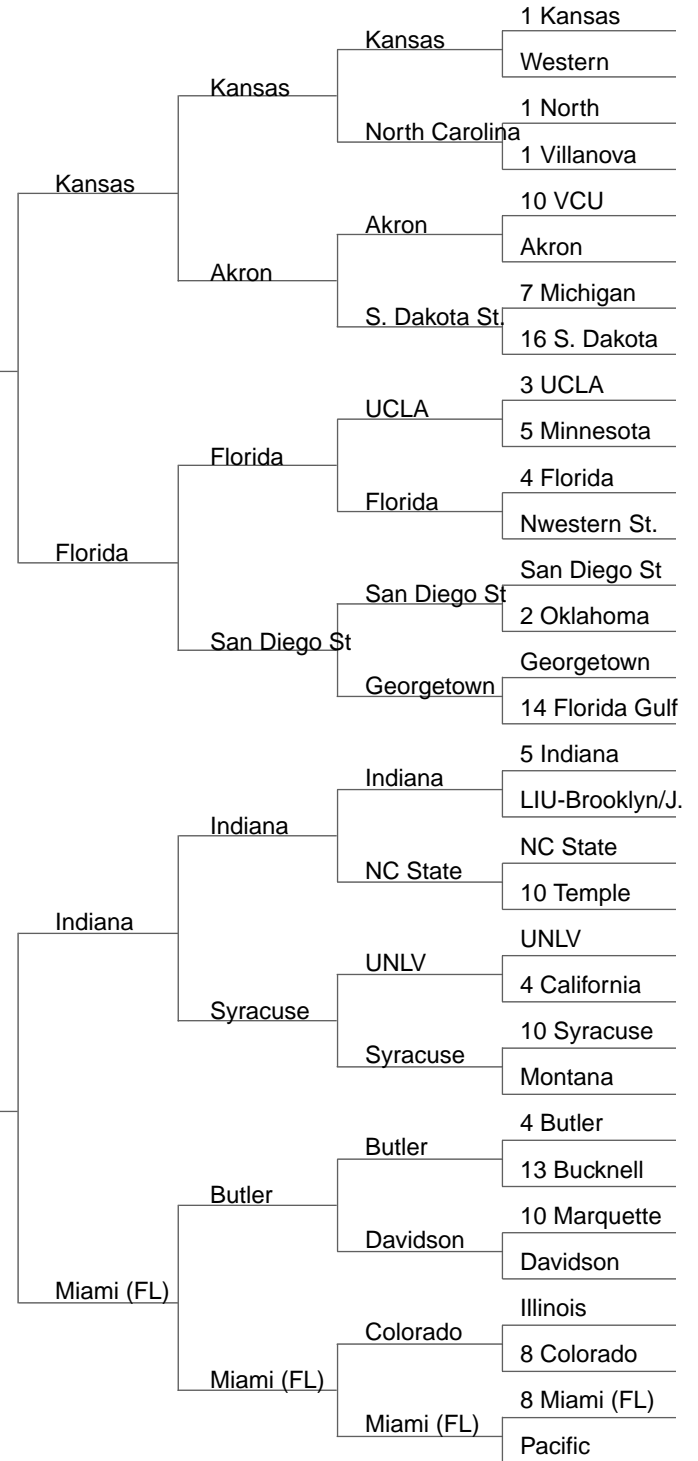 1 Kansas
Kansas
Western
Kansas
1 North
North Carolina
1 Villanova
Kansas
10 VCU
Akron
Akron
Akron
7 Michigan
S. Dakota St.
16 S. Dakota
3 UCLA
UCLA
5 Minnesota
Florida
4 Florida
Florida
Nwestern St.
Florida
San Diego St
San Diego St
2 Oklahoma
San Diego St
Georgetown
Georgetown
14 Florida Gulf
5 Indiana
Indiana
LIU-Brooklyn/J.
Indiana
NC State
NC State
10 Temple
Indiana
UNLV
UNLV
4 California
Syracuse
10 Syracuse
Syracuse
Montana
4 Butler
Butler
13 Bucknell
Butler
10 Marquette
Davidson
Davidson
Miami (FL)
Illinois
Colorado
8 Colorado
Miami (FL)
8 Miami (FL)
Miami (FL)
Pacific